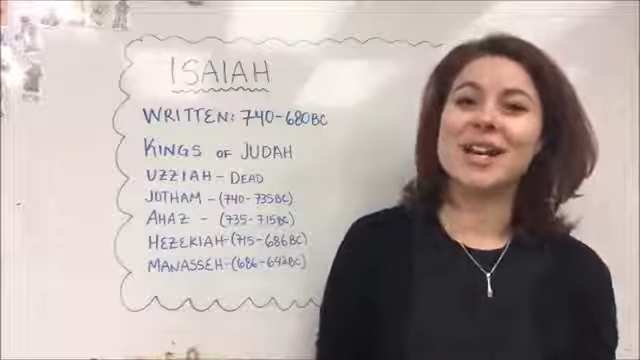 ISAIAH
WRITTEN: 740-680BC
KINGS OF JUDAH
UZZIAH - DEAD
JOTHAM - (740-735BC)
AHAZ - (735-715BC)
HEZEKIAH-(715-686BC)
MANASSEH-(686-642BC)